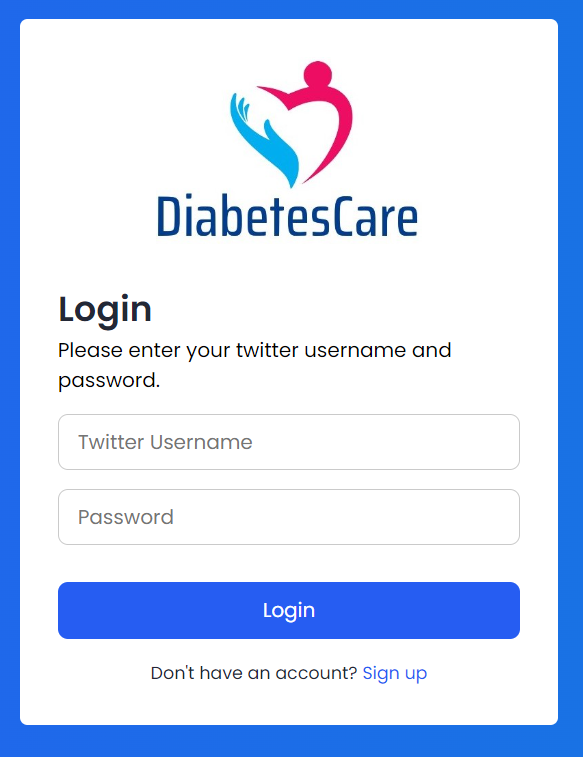 DiabetesCare
Login
Please enter your twitter username and
password.
Twitter Username
Password
Login
Don't have an account? Sign up